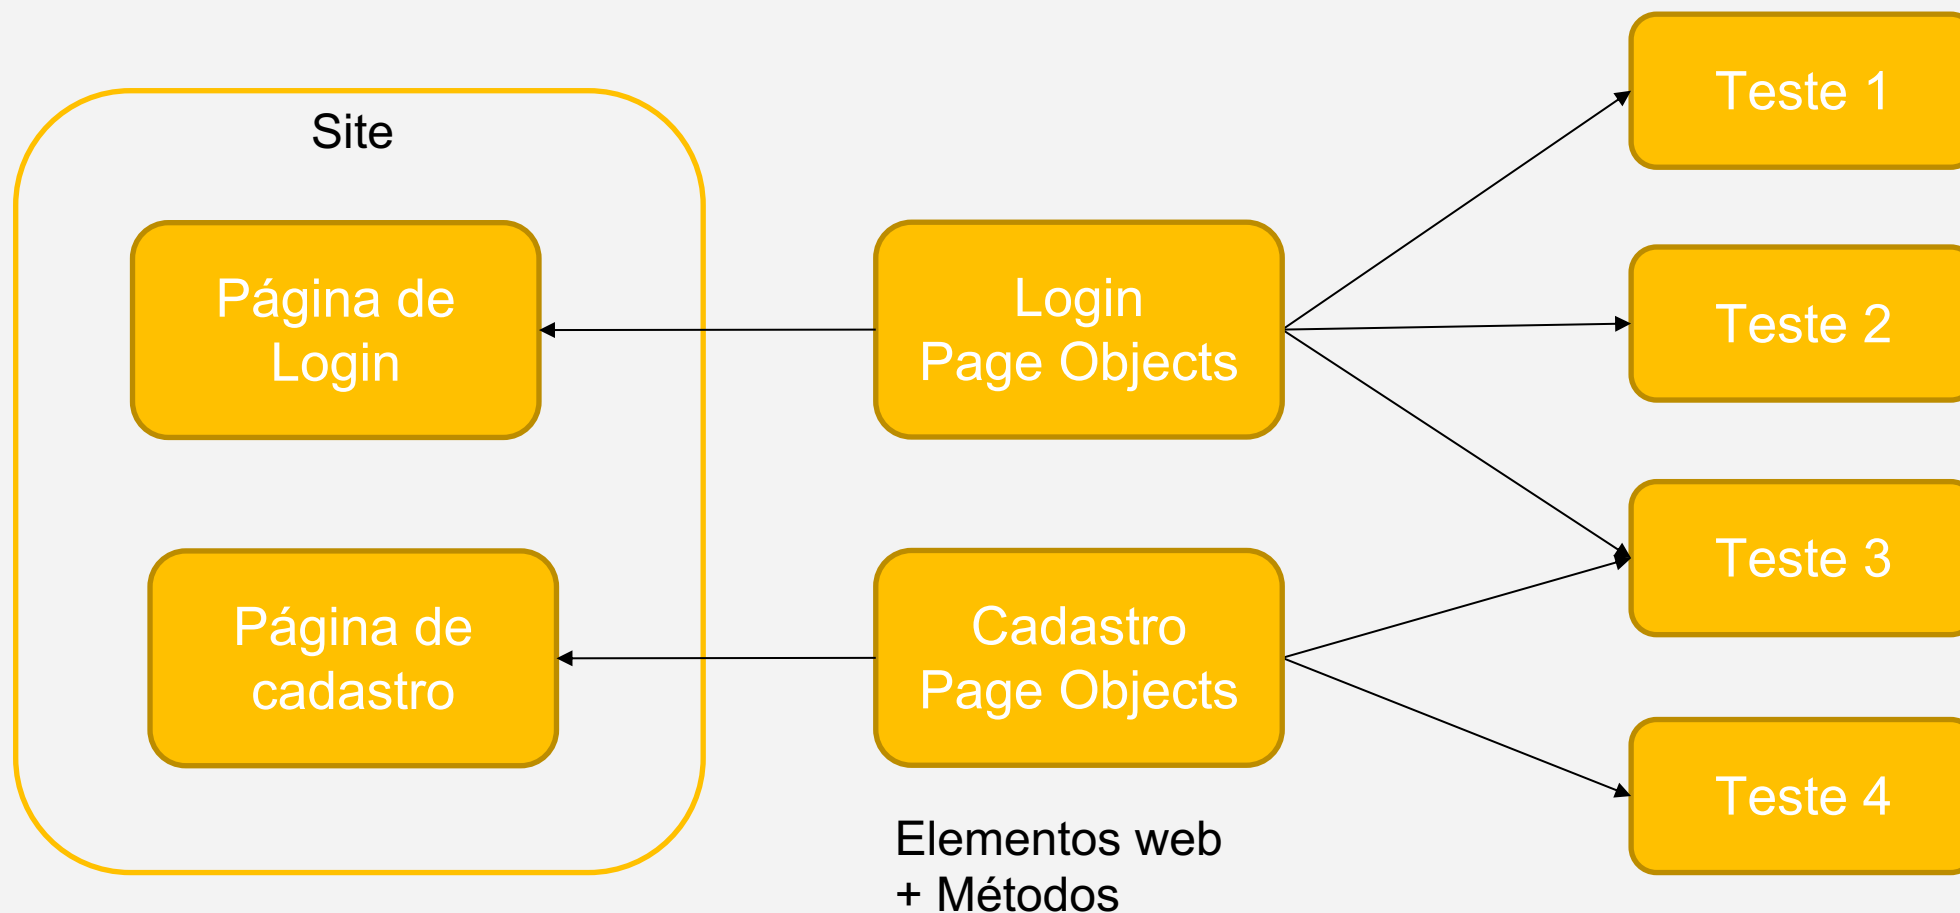 Site
Página de
Login
Página de
cadastro
Login
Page Objects
Cadastro
Page Objects
Elementos web
+ Métodos
Teste 1
Teste 2
Teste 3
Teste 4